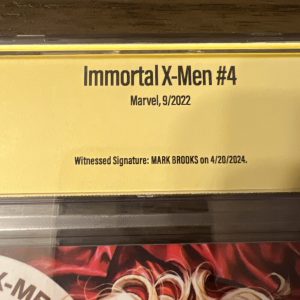 Immortal X-Men #4
Marvel, 9/2022
Witnessed Signature: MARK BROOKS on 4/20/2024.